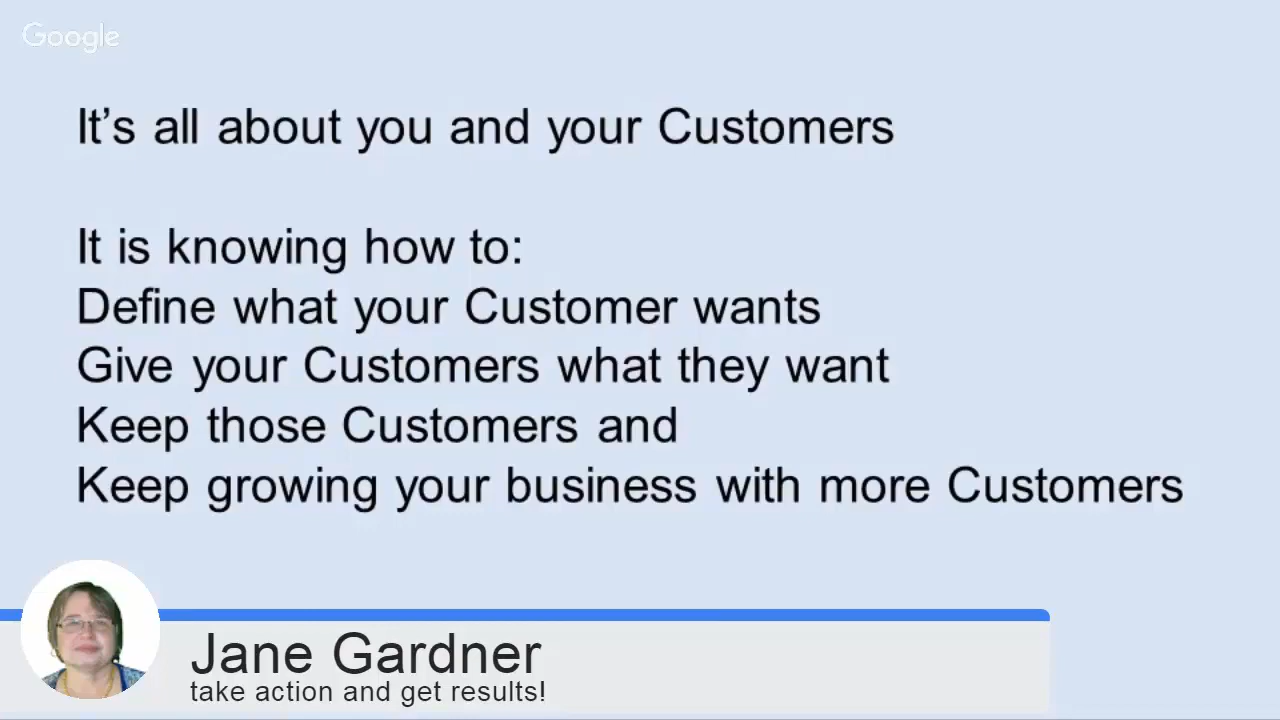 Google
It’s all about you and your Customers
It is knowing how to:
Define what your Customer wants
Give your Customers what they want
Keep those Customers and
Keep growing your business with more Customers
Jane Gardner
take action and get results!